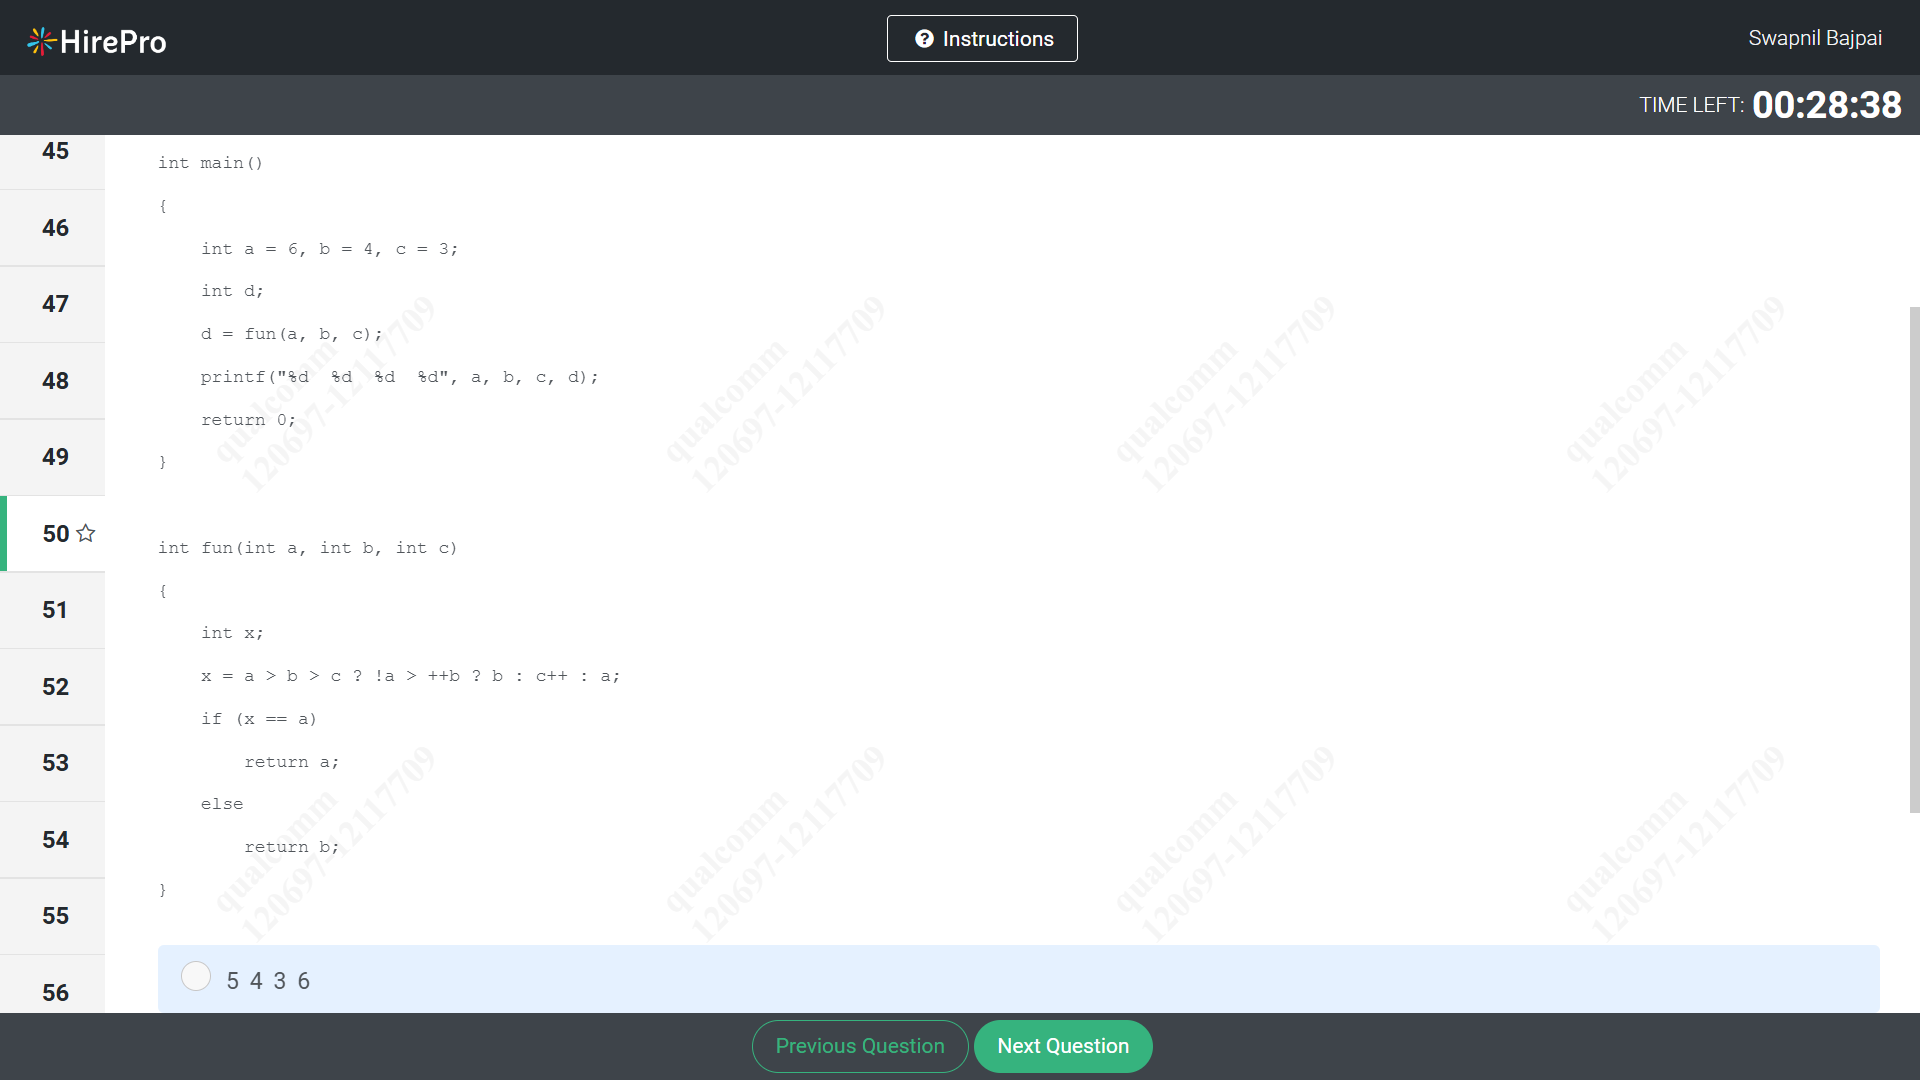 HirePro
Instructions
Swapnil Bajpai
TIME LEFT: 00:28:38
45
46
47
48
49
50
51
52
53
54
55
56
int main()
{
    int a = 6, b = 4, c = 3;
    int d;
    d = fun(a, b, c);
    printf("%d  %d  %d  %d", a, b, c, d);
    return 0;
}
int fun(int a, int b, int c)
{
    int x;
    x = a > b > c ? !a > ++b ? b : c++ : a;
    if (x == a)
        return a;
    else
        return b;
}
5 4 3 6
Previous Question
Next Question
qualcomm
120697-12117709
qualcomm
120697-12117709
qualcomm
120697-12117709
qualcomm
120697-12117709
qualcomm
120697-12117709
qualcomm
120697-12117709
qualcomm
120697-12117709
qualcomm
120697-12117709